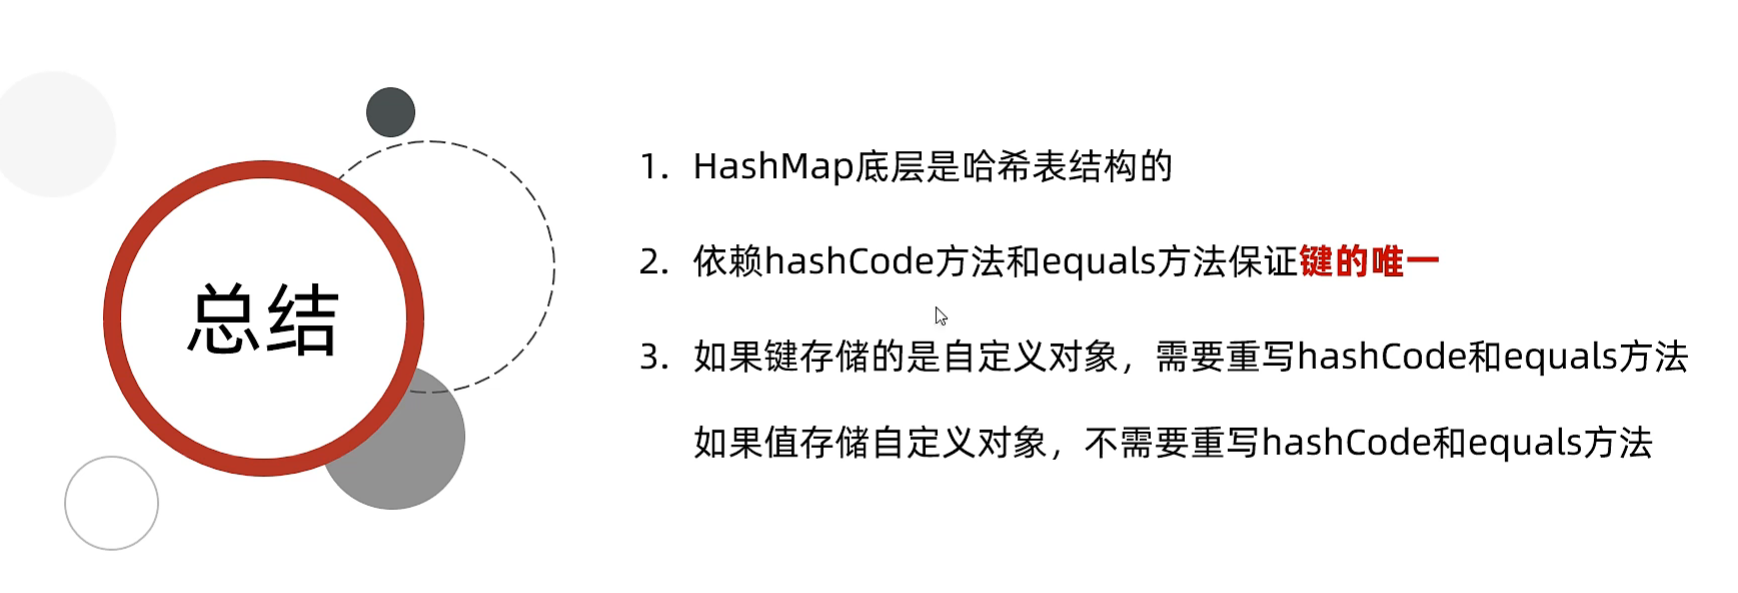 总结
1. HashMap底层是哈希表结构的
2. 依赖hashCode方法和equals方法保证键的唯一
3. 如果键存储的是自定义对象，需要重写hashCode和equals方法
如果值存储自定义对象，不需要重写hashCode和equals方法